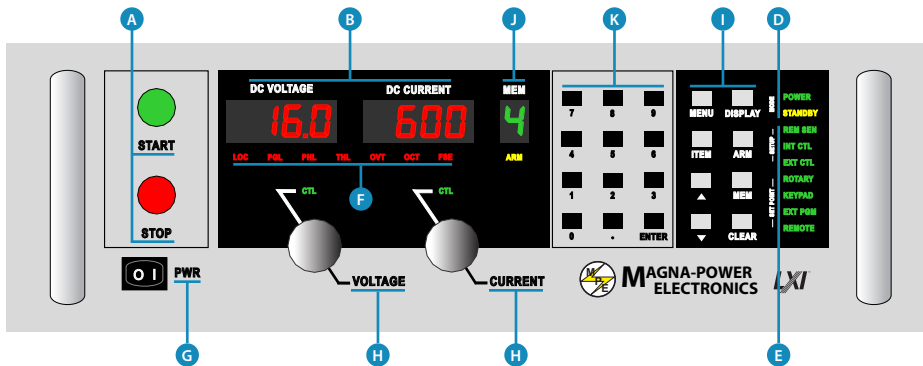 A B J K I D
DC VOLTAGE DC CURRENT MEM
16.0 600 4
LOC PGL PHL THL OVT OCT FSE ARM
F
CTL CTL
START
STOP
O I PWR
VOLTAGE CURRENT
G H H
7 8 9
4 5 6
1 2 3
0 . ENTER
MENU DISPLAY
ITEM ARM
▲ MEM
▼ CLEAR
MODE
SETUP
SET POINT
POWER
STANDBY
REM SEN
INT CTL
EXT CTL
ROTARY
KEYPAD
EXT PGM
REMOTE
MPE MAGNA-POWER
ELECTRONICS LXI
E